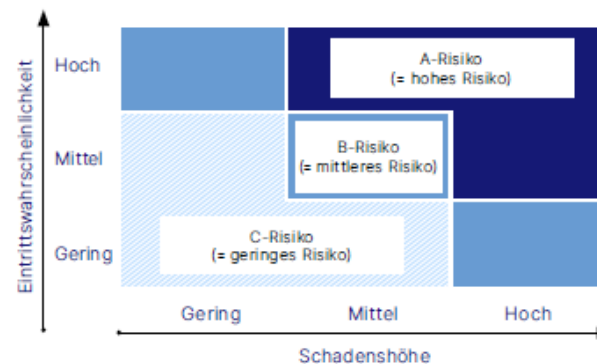 Eintrittswahrscheinlichkeit
Hoch
A-Risiko
(= hohes Risiko)
Mittel
B-Risiko
(= mittleres Risiko)
Gering
C-Risiko
(= geringes Risiko)
Gering Mittel Hoch
Schadenshöhe